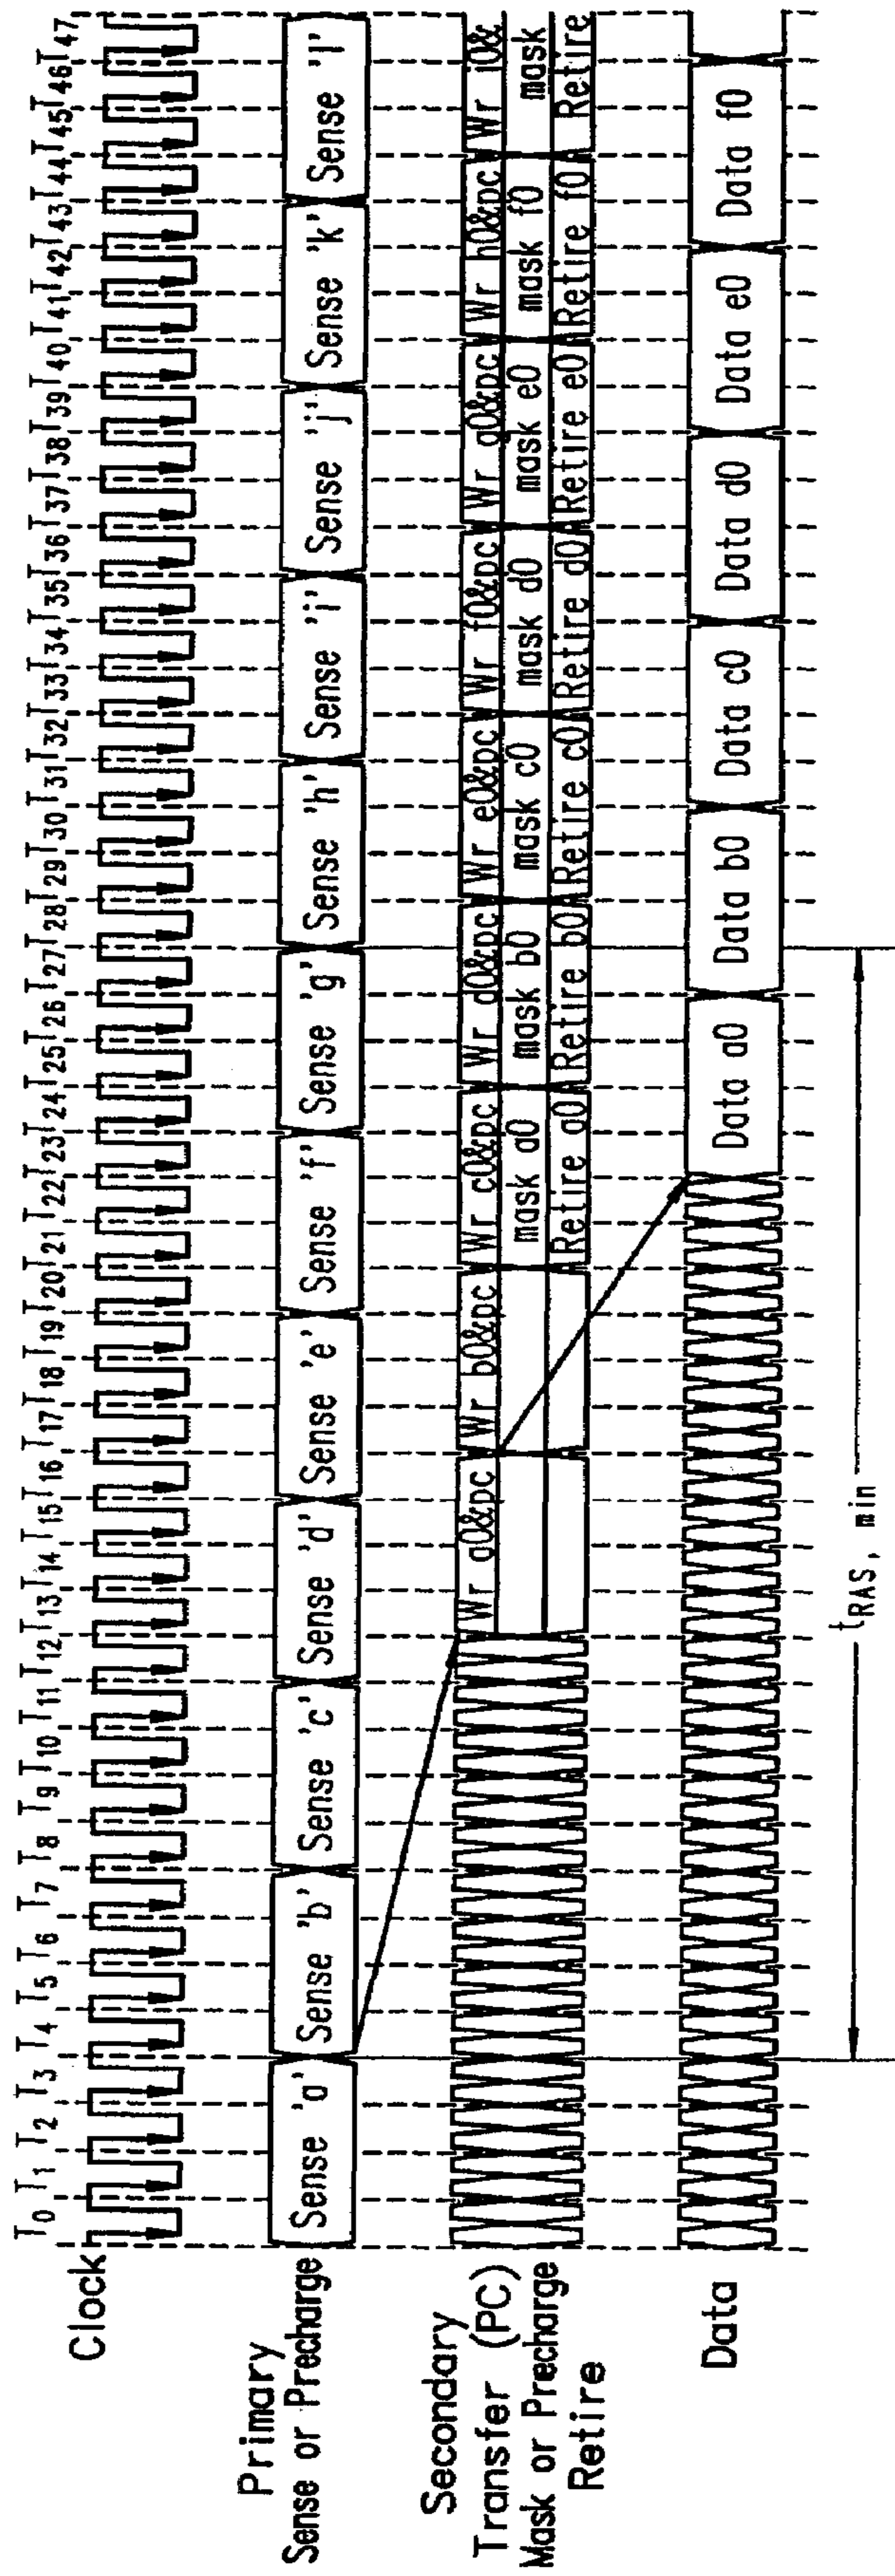 T0 T1 T2 T3 T4 T5 T6 T7 T8 T9 T10 T11 T12 T13 T14 T15 T16 T17 T18 T19 T20 T21 T22 T23 T24 T25 T26 T27 T28 T29 T30 T31 T32 T33 T34 T35 T36 T37 T38 T39 T40 T41 T42 T43 T44 T45 T46 T47
Clock
Primary
Sense or Precharge
Sense 'a' Sense 'b' Sense 'c' Sense 'd' Sense 'e' Sense 'f' Sense 'g' Sense 'h' Sense 'i' Sense 'j' Sense 'k' Sense 'l'
Secondary
Transfer (PC)
Wr a0&pc Wr b0&pc Wr c0&pc Wr d0&pc Wr e0&pc Wr f0&pc Wr g0&pc Wr h0&pc Wr i0&
Mask or Precharge
mask a0 mask b0 mask c0 mask d0 mask e0 mask f0 mask
Retire
Retire a0 Retire b0 Retire c0 Retire d0 Retire e0 Retire f0 Retire
Data
Data a0 Data b0 Data c0 Data d0 Data e0 Data f0
tRAS, min